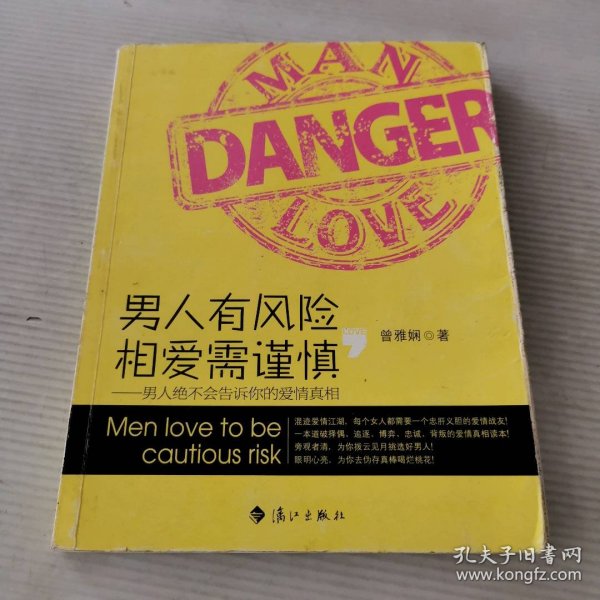 MAN
DANGER
LOVE
男人有风险,
相爱需谨慎
曾雅娴◎著
——男人绝不会告诉你的爱情真相
Men love to be
cautious risk
混迹爱情江湖,每个女人都需要一个忠肝义胆的爱情战友!
一本道破择偶、追逐、博弈、忠诚、背叛的爱情真相读本!
旁观者清,为你拨云见月挑选好男人!
眼明心亮,为你去伪存真棒喝烂桃花!
漓江出版社
孔夫子旧书网
www.kongfz.com